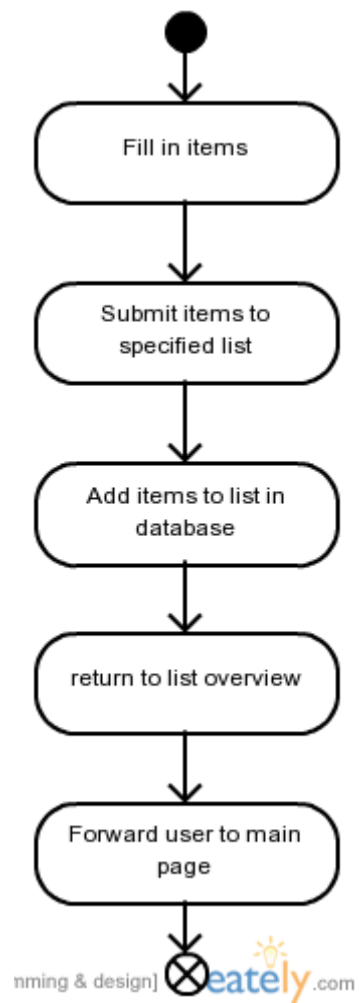 Fill in items
Submit items to
specified list
Add items to list in
database
return to list overview
Forward user to main
page
mming & design] eately.com